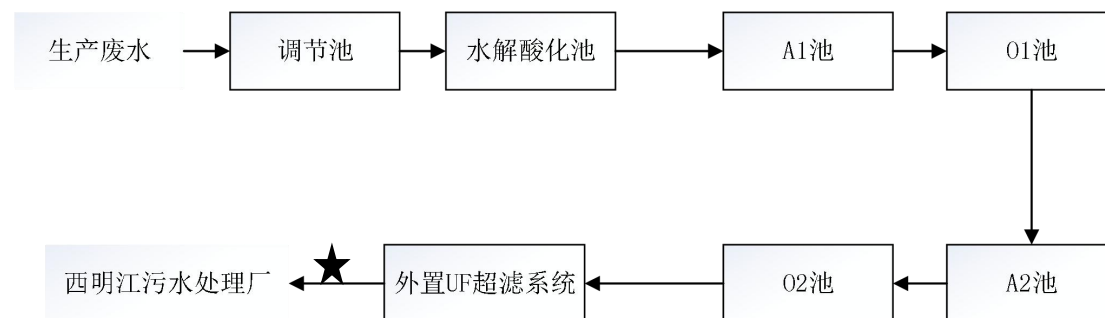 生产废水
调节池
水解酸化池
A1池
O1池
西明江污水处理厂
外置UF超滤系统
O2池
A2池